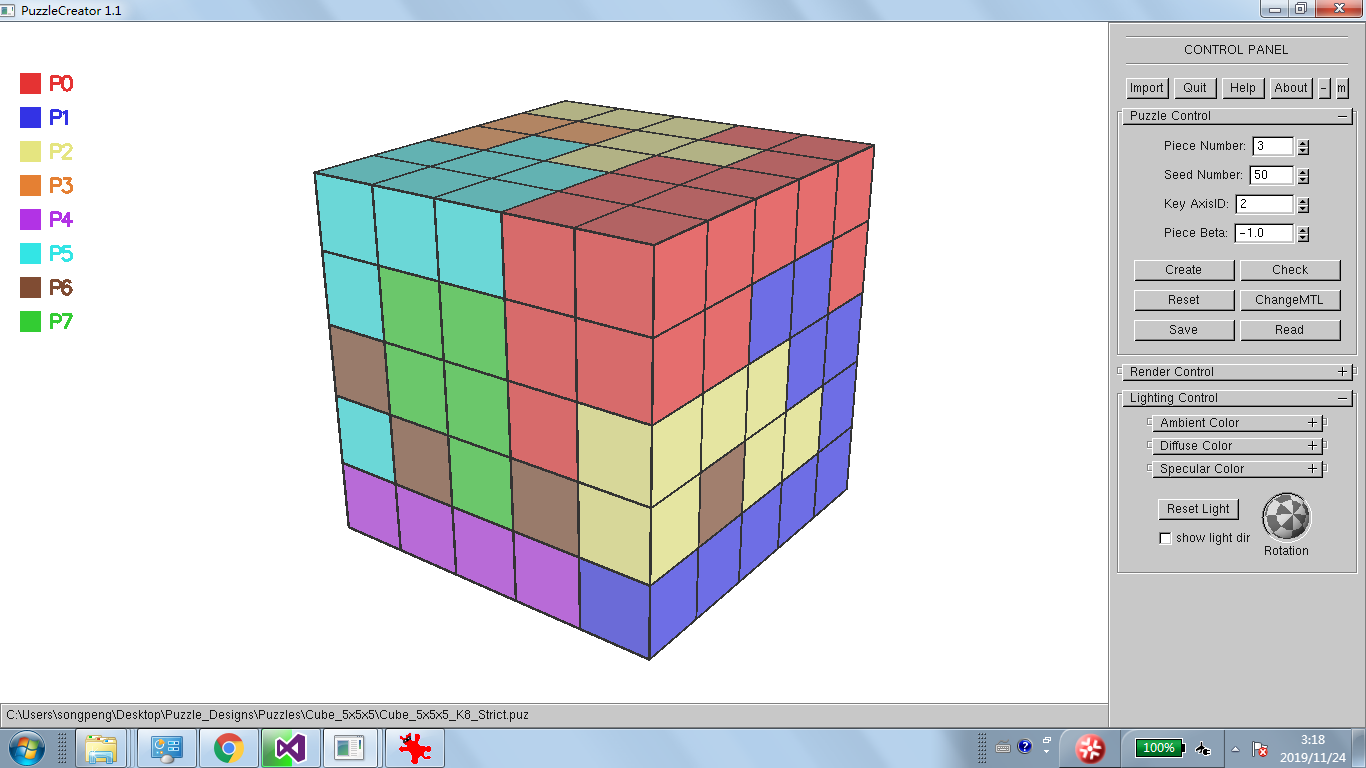 PuzzleCreator 1.1
P0
P1
P2
P3
P4
P5
P6
P7
CONTROL PANEL
Import Quit Help About - m
Puzzle Control
Piece Number: 3
Seed Number: 50
Key AxisID: 2
Piece Beta: -1.0
Create Check
Reset ChangeMTL
Save Read
Render Control
Lighting Control
Ambient Color
Diffuse Color
Specular Color
Reset Light
show light dir
Rotation
C:\Users\songpeng\Desktop\Puzzle_Designs\Puzzles\Cube_5x5x5\Cube_5x5x5_K8_Strict.puz
100%
3:18
2019/11/24